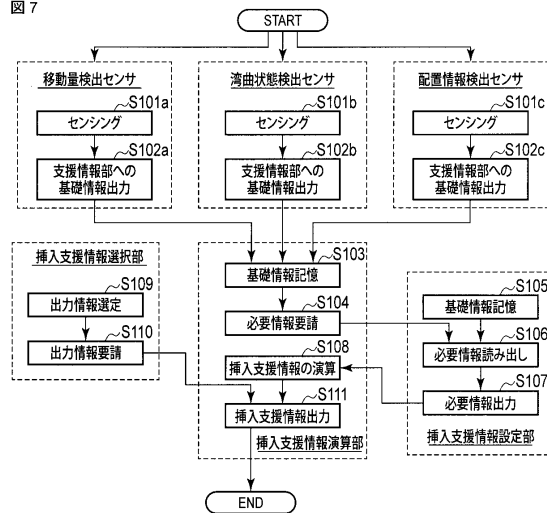 図 7
START
移動量検出センサ
S101a
センシング
S102a
支援情報部への
基礎情報出力
湾曲状態検出センサ
S101b
センシング
S102b
支援情報部への
基礎情報出力
配置情報検出センサ
S101c
センシング
S102c
支援情報部への
基礎情報出力
挿入支援情報選択部
S109
出力情報選定
S110
出力情報要請
S103
基礎情報記憶
S104
必要情報要請
S108
挿入支援情報の演算
S111
挿入支援情報出力
挿入支援情報演算部
S105
基礎情報記憶
S106
必要情報読み出し
S107
必要情報出力
挿入支援情報設定部
END